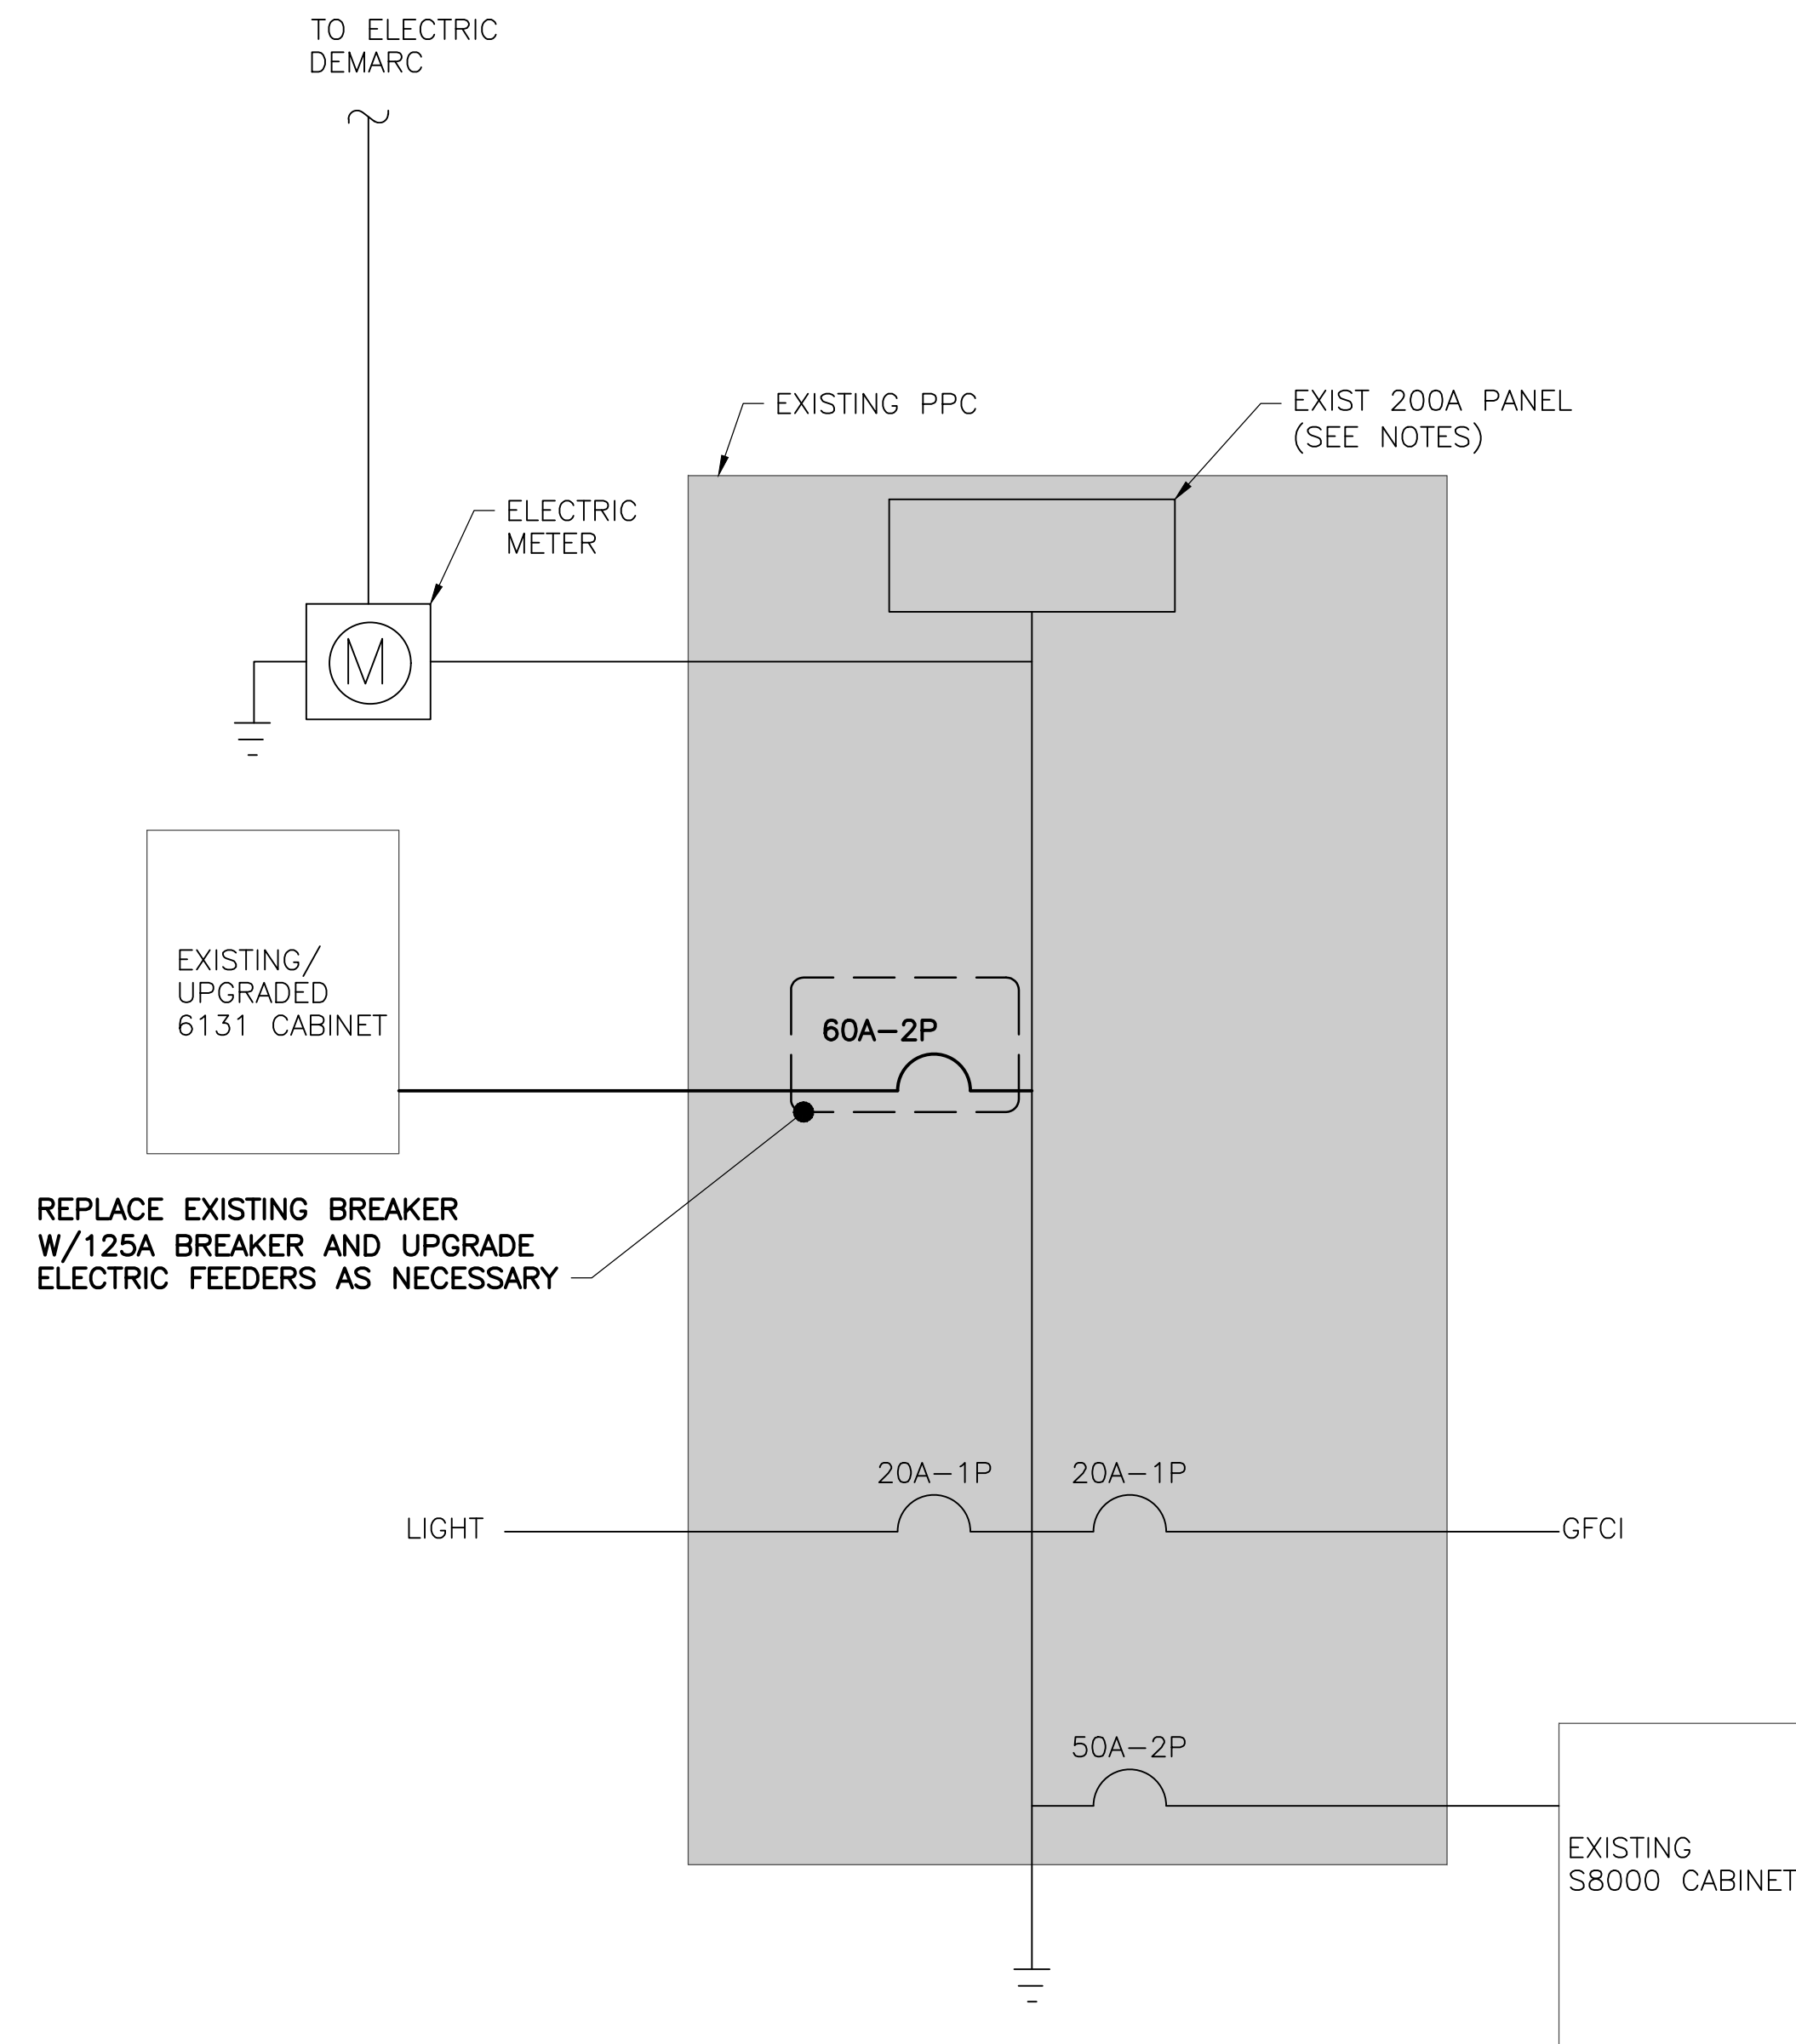 TO ELECTRIC
DEMARC
EXISTING PPC
EXIST 200A PANEL
(SEE NOTES)
ELECTRIC
METER
M
EXISTING/
UPGRADED
6131 CABINET
60A-2P
REPLACE EXISTING BREAKER
W/125A BREAKER AND UPGRADE
ELECTRIC FEEDERS AS NECESSARY
20A-1P
20A-1P
LIGHT
GFCI
50A-2P
EXISTING
S8000 CABINET